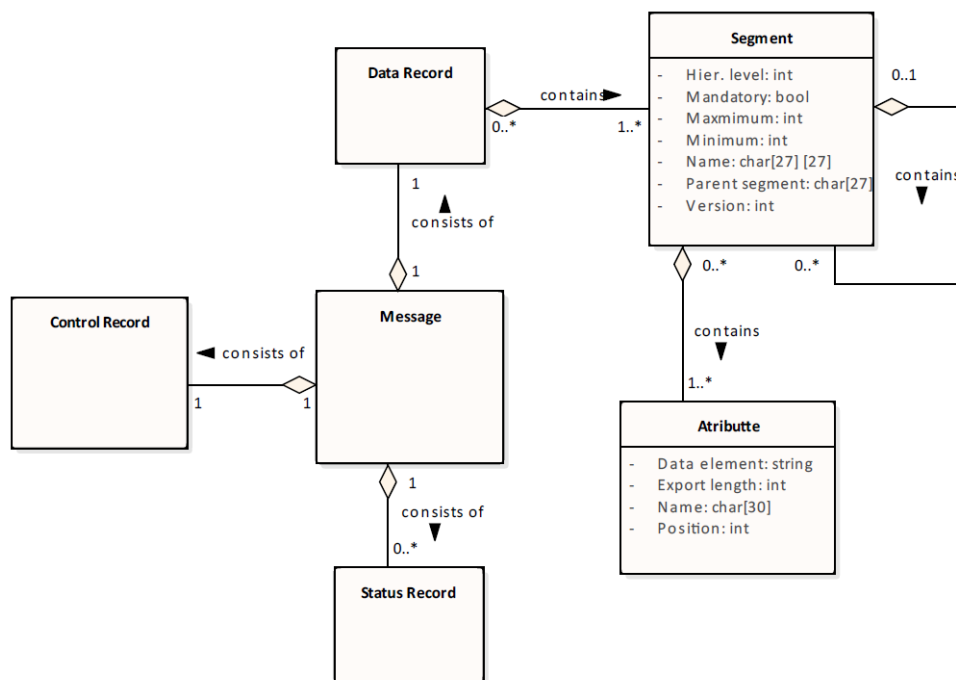 Data Record
Segment
- Hier. level: int
- Mandatory: bool
- Maxmimum: int
- Minimum: int
- Name: char[27] [27]
- Parent segment: char[27]
- Version: int
contains
0..*
1..*
0..1
contains
0..*
0..*
1
consists of
1
Control Record
consists of
1
1
Message
contains
1..*
Atributte
- Data element: string
- Export length: int
- Name: char[30]
- Position: int
1
consists of
0..*
Status Record